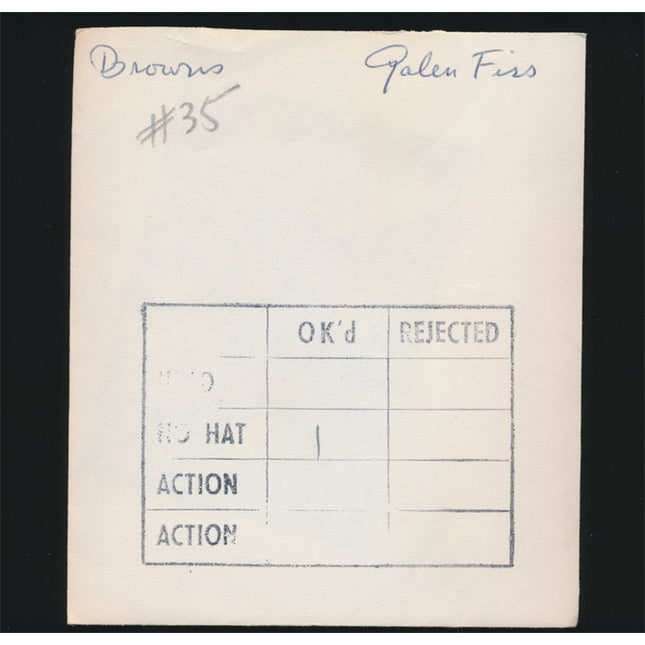 Browns Galen Fiss
#35
OK'd REJECTED
HAT |
ACTION
ACTION